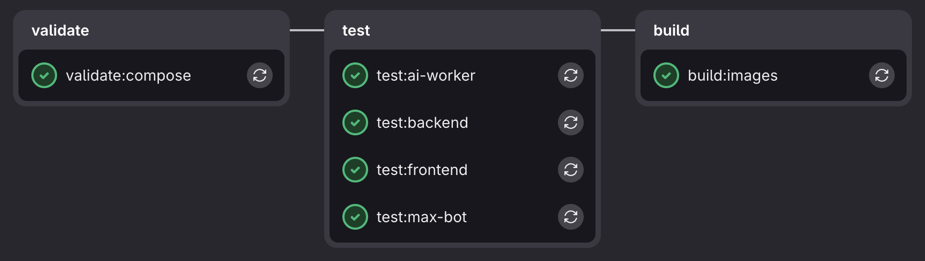 validate
validate:compose
test
test:ai-worker
test:backend
test:frontend
test:max-bot
build
build:images